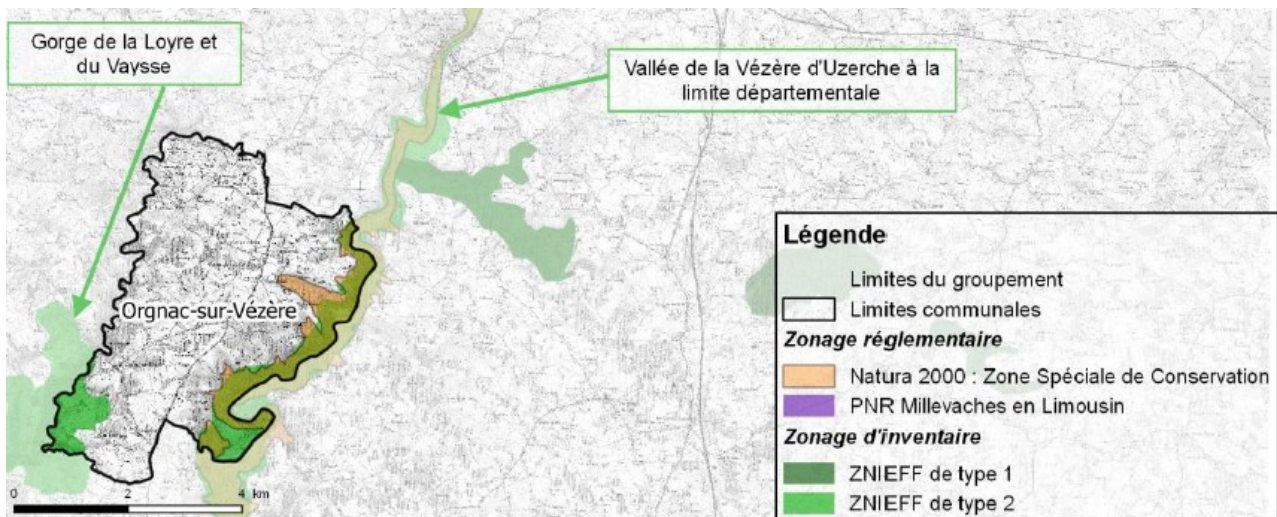 Gorge de la Loyre et
du Vaysse
Vallée de la Vézère d'Uzerche à la
limite départementale
Orgnac-sur-Vézère
Légende
Limites du groupement
Limites communales
Zonage réglementaire
Natura 2000 : Zone Spéciale de Conservation
PNR Millevaches en Limousin
Zonage d'inventaire
ZNIEFF de type 1
ZNIEFF de type 2
0 2 4 km